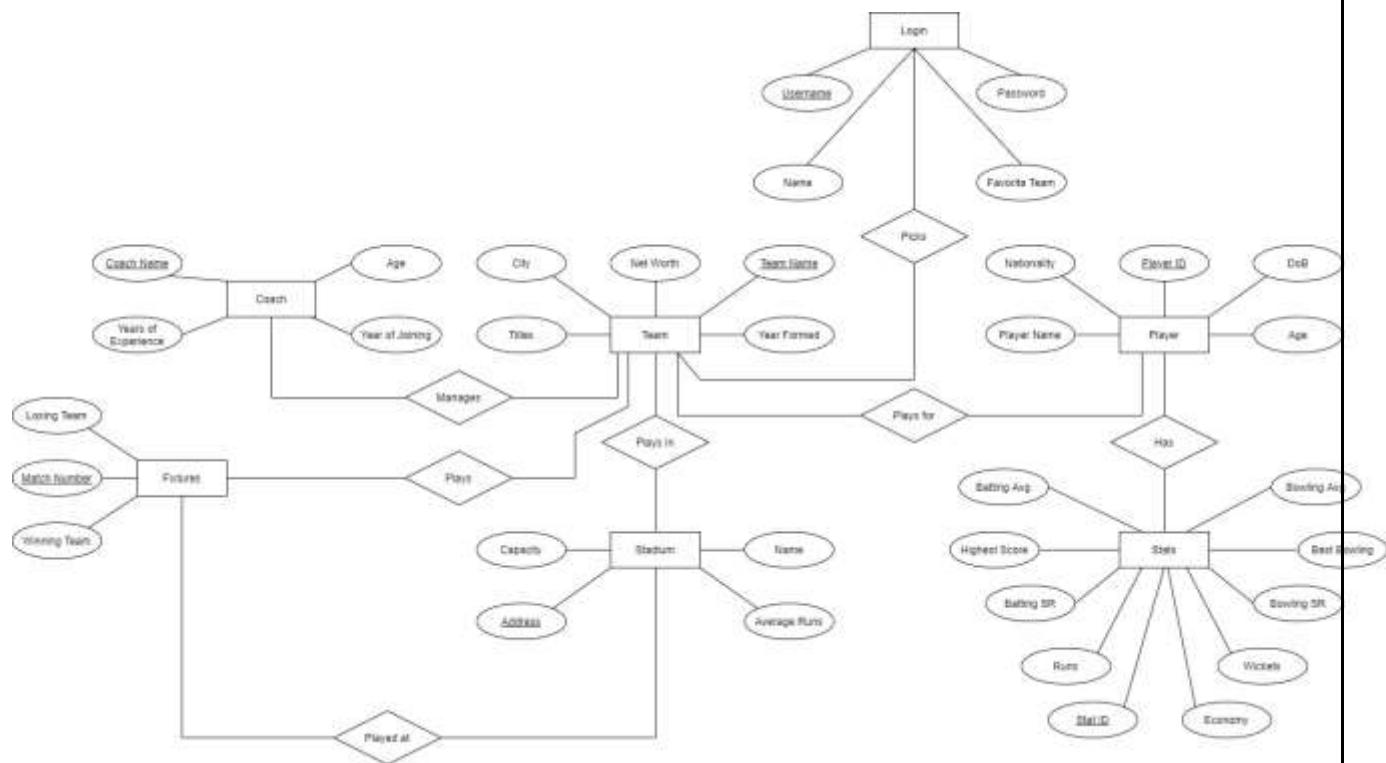 Login
Username
Password
Name
Favorite Team
Picks
Coach Name
Age
City
Net Worth
Team Name
Nationality
Player ID
DoB
Coach
Years of
Experience
Year of Joining
Titles
Team
Year Formed
Player Name
Player
Age
Manages
Losing Team
Plays for
Plays in
Has
Match Number
Fixtures
Plays
Batting Avg
Bowling Avg
Winning Team
Capacity
Stadium
Name
Highest Score
Stats
Best Bowling
Batting SR
Bowling SR
Address
Average Runs
Runs
Wickets
Stat ID
Economy
Played at